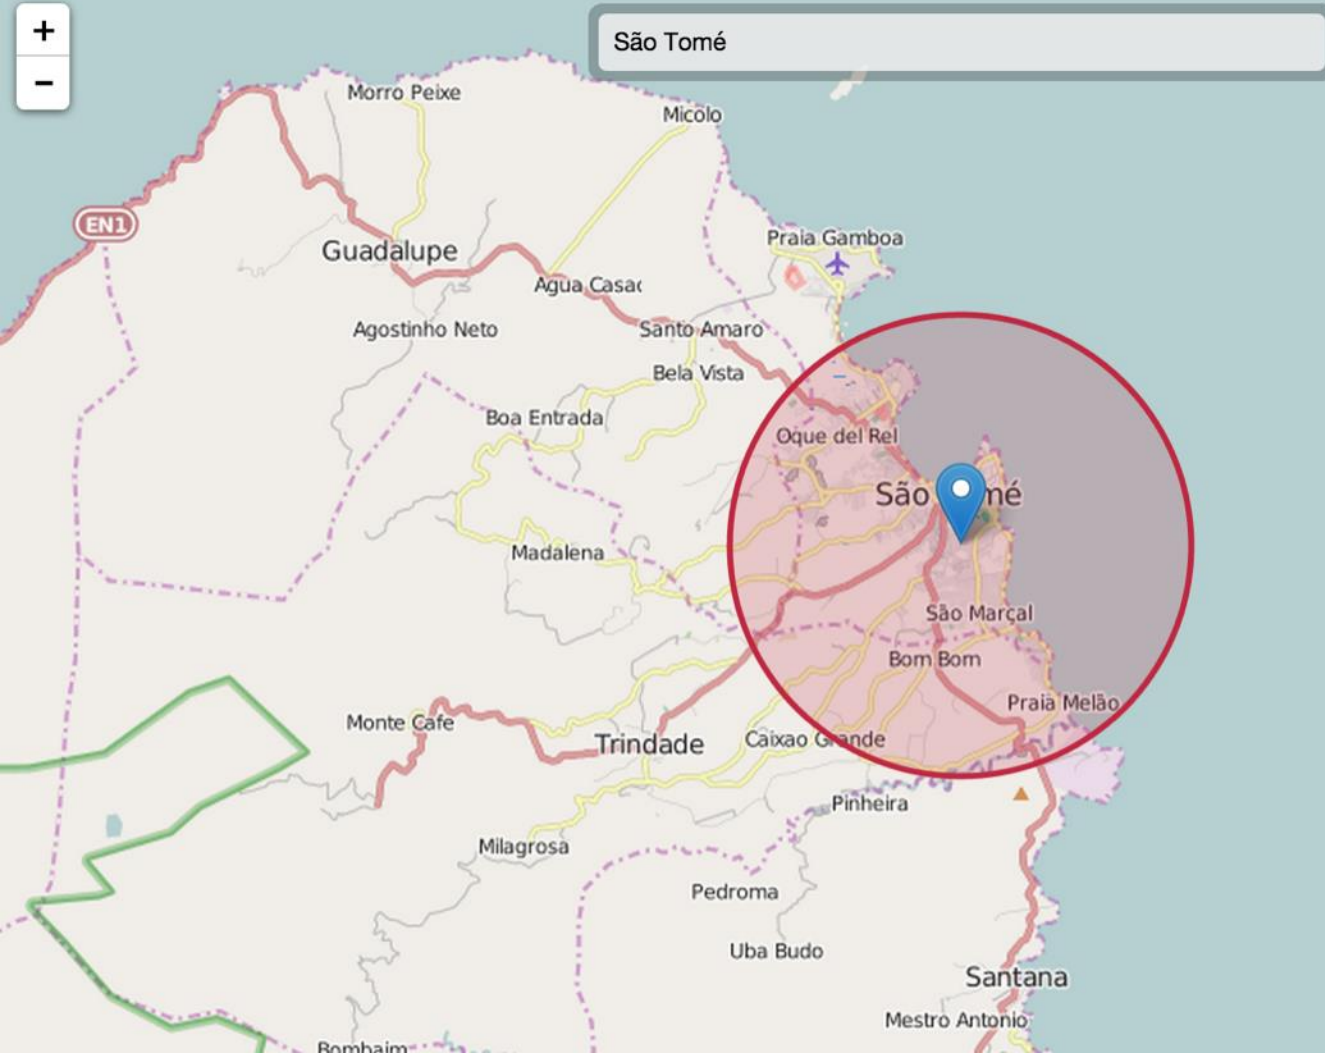 +
São Tomé
−
Morro Peixe
Micolo
EN1
Praia Gamboa
Guadalupe
Agua Casac
Agostinho Neto
Santo Amaro
Bela Vista
Boa Entrada
Oque del Rel
São mé
Madalena
São Marçal
Bom Bom
Praia Melão
Monte Cafe
Trindade
Caixao Grande
Pinheira
Milagrosa
Pedroma
Uba Budo
Santana
Mestro Antonio
Bombaim